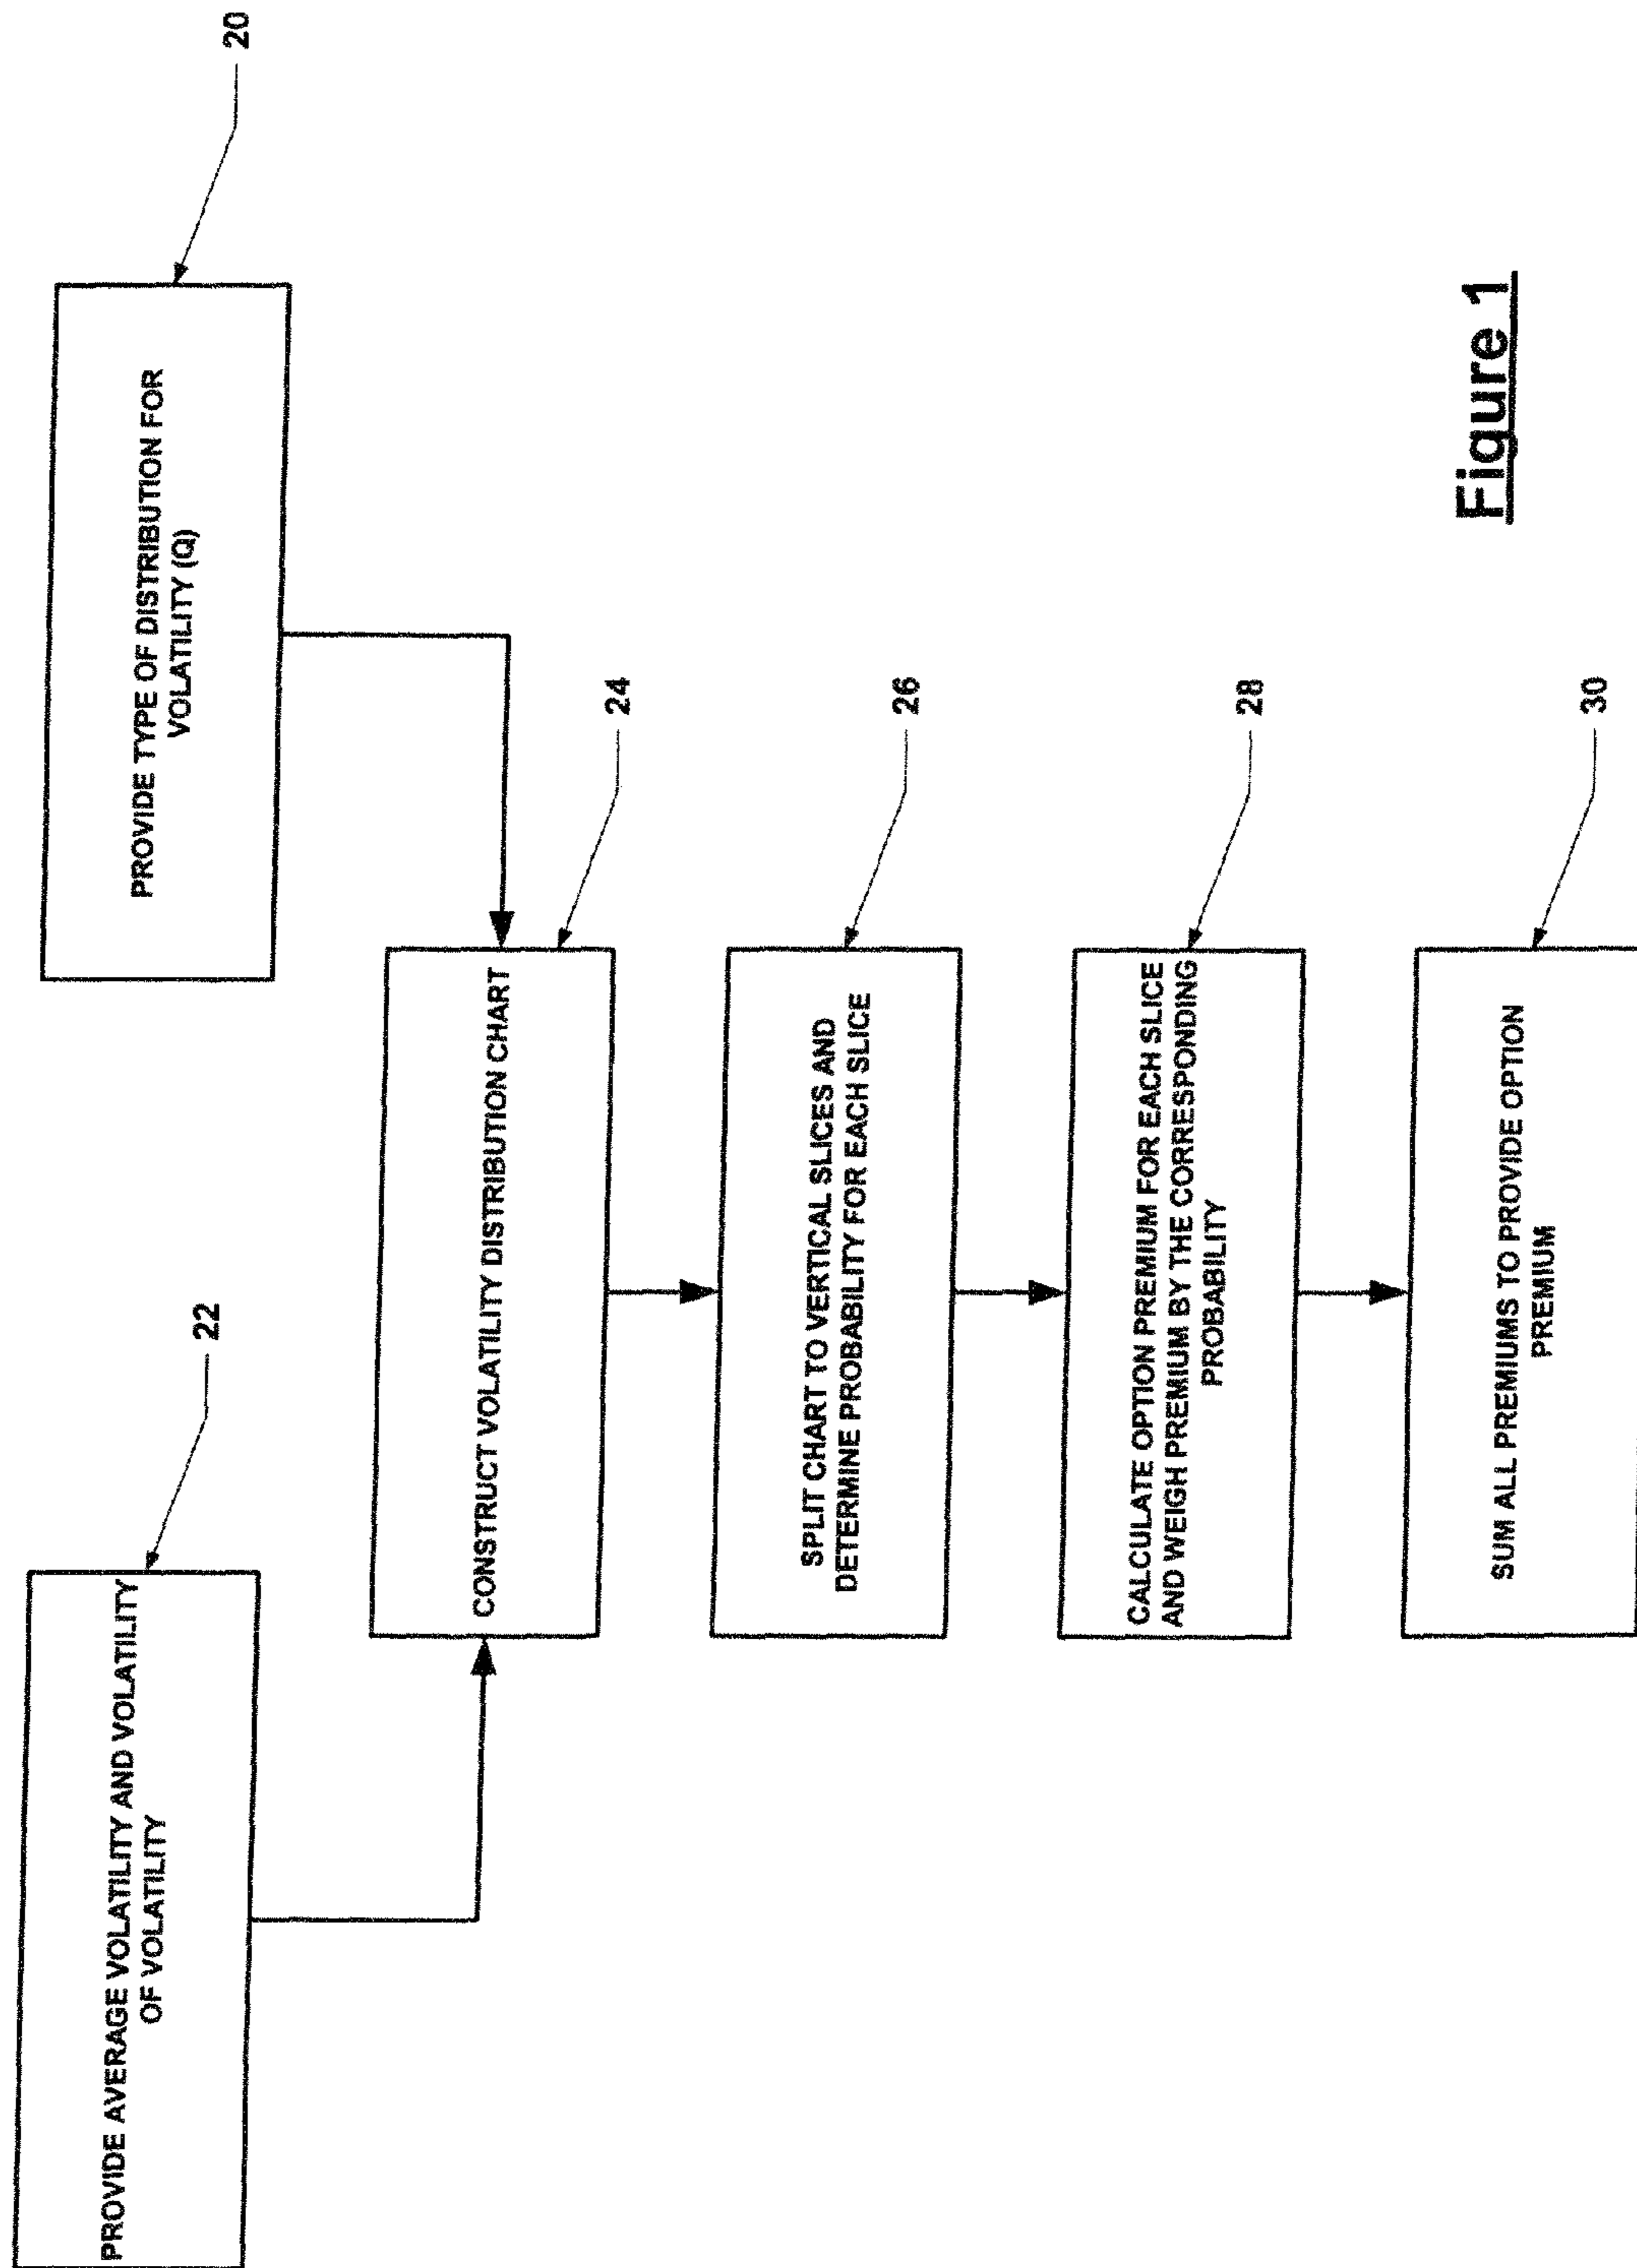 PROVIDE AVERAGE VOLATILITY AND VOLATILITY
OF VOLATILITY
22
PROVIDE TYPE OF DISTRIBUTION FOR
VOLATILITY (Q)
20
CONSTRUCT VOLATILITY DISTRIBUTION CHART
24
SPLIT CHART TO VERTICAL SLICES AND
DETERMINE PROBABILITY FOR EACH SLICE
26
CALCULATE OPTION PREMIUM FOR EACH SLICE
AND WEIGH PREMIUM BY THE CORRESPONDING
PROBABILITY
28
SUM ALL PREMIUMS TO PROVIDE OPTION
PREMIUM
30
Figure 1